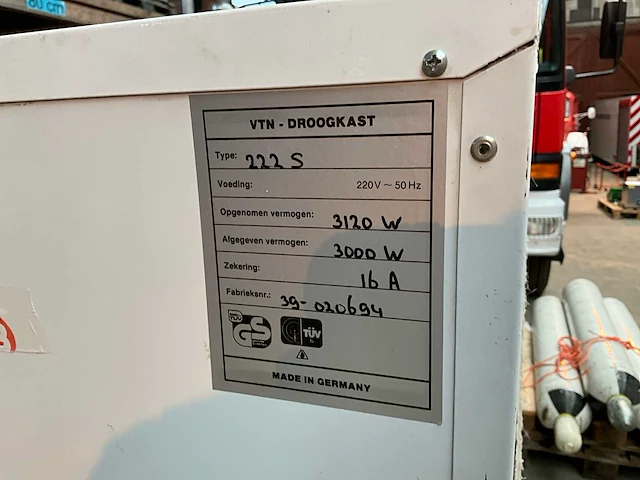 80 cm
VTN - DROOGKAST
Type: 222 S
Voeding: 220V ~ 50 Hz
Opgenomen vermogen: 3120 W
Afgegeven vermogen: 3000 W
Zekering: 16 A
Fabrieksnr.: 39-020694
TÜV GS
TÜV
MADE IN GERMANY